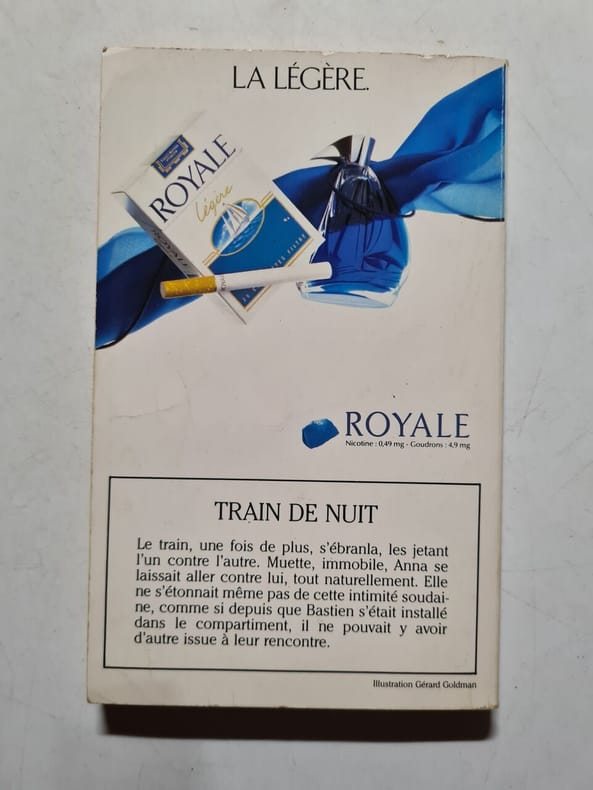 LA LÉGÈRE.
ROYALE
Légère
ROYALE
Nicotine : 0,49 mg - Goudrons : 4,9 mg
TRAIN DE NUIT
Le train, une fois de plus, s'ébranla, les jetant
l'un contre l'autre. Muette, immobile, Anna se
laissait aller contre lui, tout naturellement. Elle
ne s'étonnait même pas de cette intimité soudai-
ne, comme si depuis que Bastien s'était installé
dans le compartiment, il ne pouvait y avoir
d'autre issue à leur rencontre.
Illustration Gérard Goldman